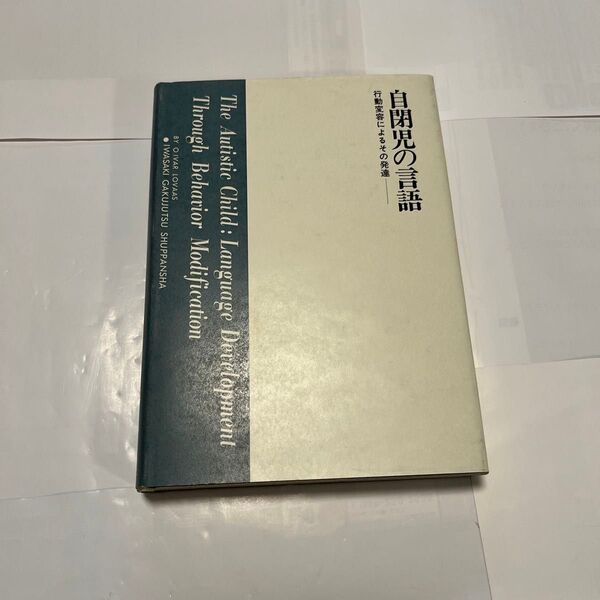 自閉児の言語
行動変容によるその発達——
The Autistic Child: Language Development
Through Behavior Modification
BY OIVAR LOVAAS
●IWASAKI GAKUJUTSU SHUPPANSHA